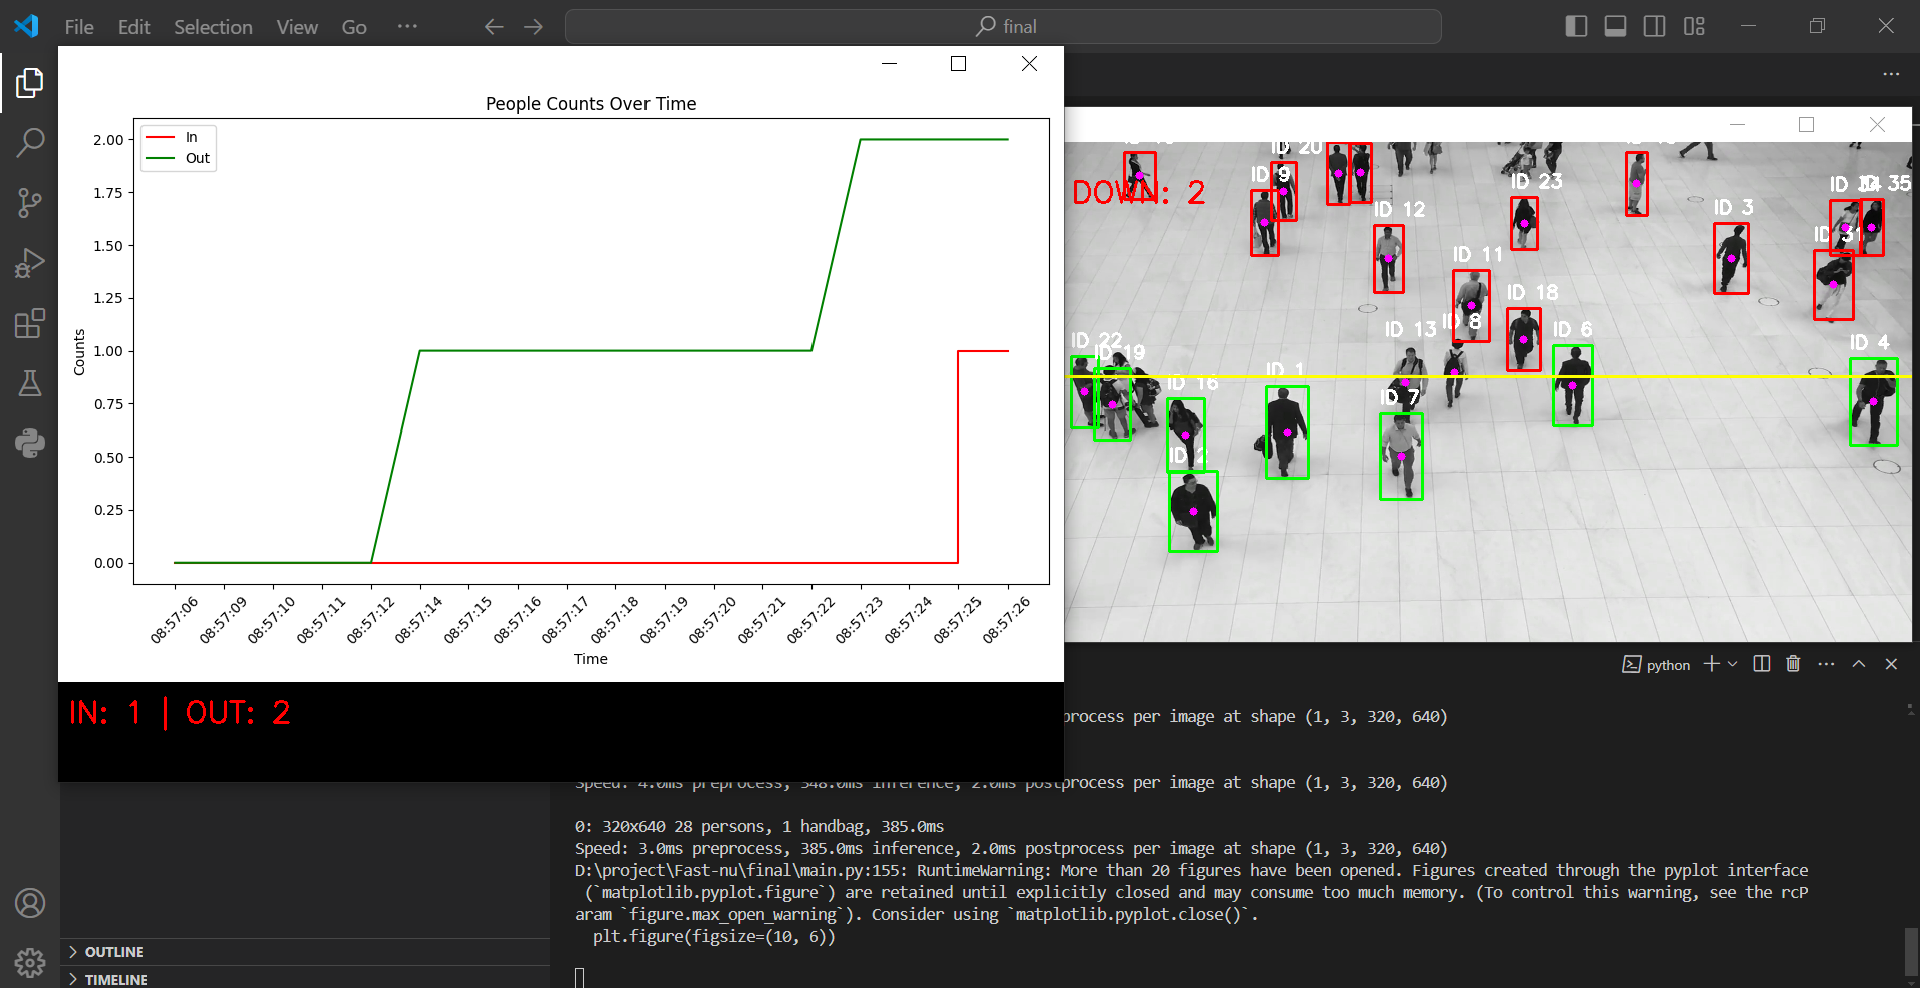 File Edit Selection View Go ···
final
People Counts Over Time
In
Out
2.00
1.75
1.50
1.25
1.00
0.75
0.50
0.25
0.00
Counts
08:57:06 08:57:09 08:57:10 08:57:11 08:57:12 08:57:14 08:57:15 08:57:16 08:57:17 08:57:18 08:57:19 08:57:20 08:57:21 08:57:22 08:57:23 08:57:24 08:57:25 08:57:26
Time
IN: 1 | OUT: 2
DOWN: 2
ID 20
ID 9
ID 12
ID 23
ID 3
ID 35
ID 11
ID 18
ID 13
ID 8
ID 6
ID 4
ID 22
ID 19
ID 16
ID 1
ID 7
ID 2
python
process per image at shape (1, 3, 320, 640)
Speed: 4.0ms preprocess, 348.0ms inference, 2.0ms postprocess per image at shape (1, 3, 320, 640)
0: 320x640 28 persons, 1 handbag, 385.0ms
Speed: 3.0ms preprocess, 385.0ms inference, 2.0ms postprocess per image at shape (1, 3, 320, 640)
D:\project\Fast-nu\final\main.py:155: RuntimeWarning: More than 20 figures have been opened. Figures created through the pyplot interface
(`matplotlib.pyplot.figure`) are retained until explicitly closed and may consume too much memory. (To control this warning, see the rcP
aram `figure.max_open_warning`). Consider using `matplotlib.pyplot.close()`.
plt.figure(figsize=(10, 6))
OUTLINE
TIMELINE